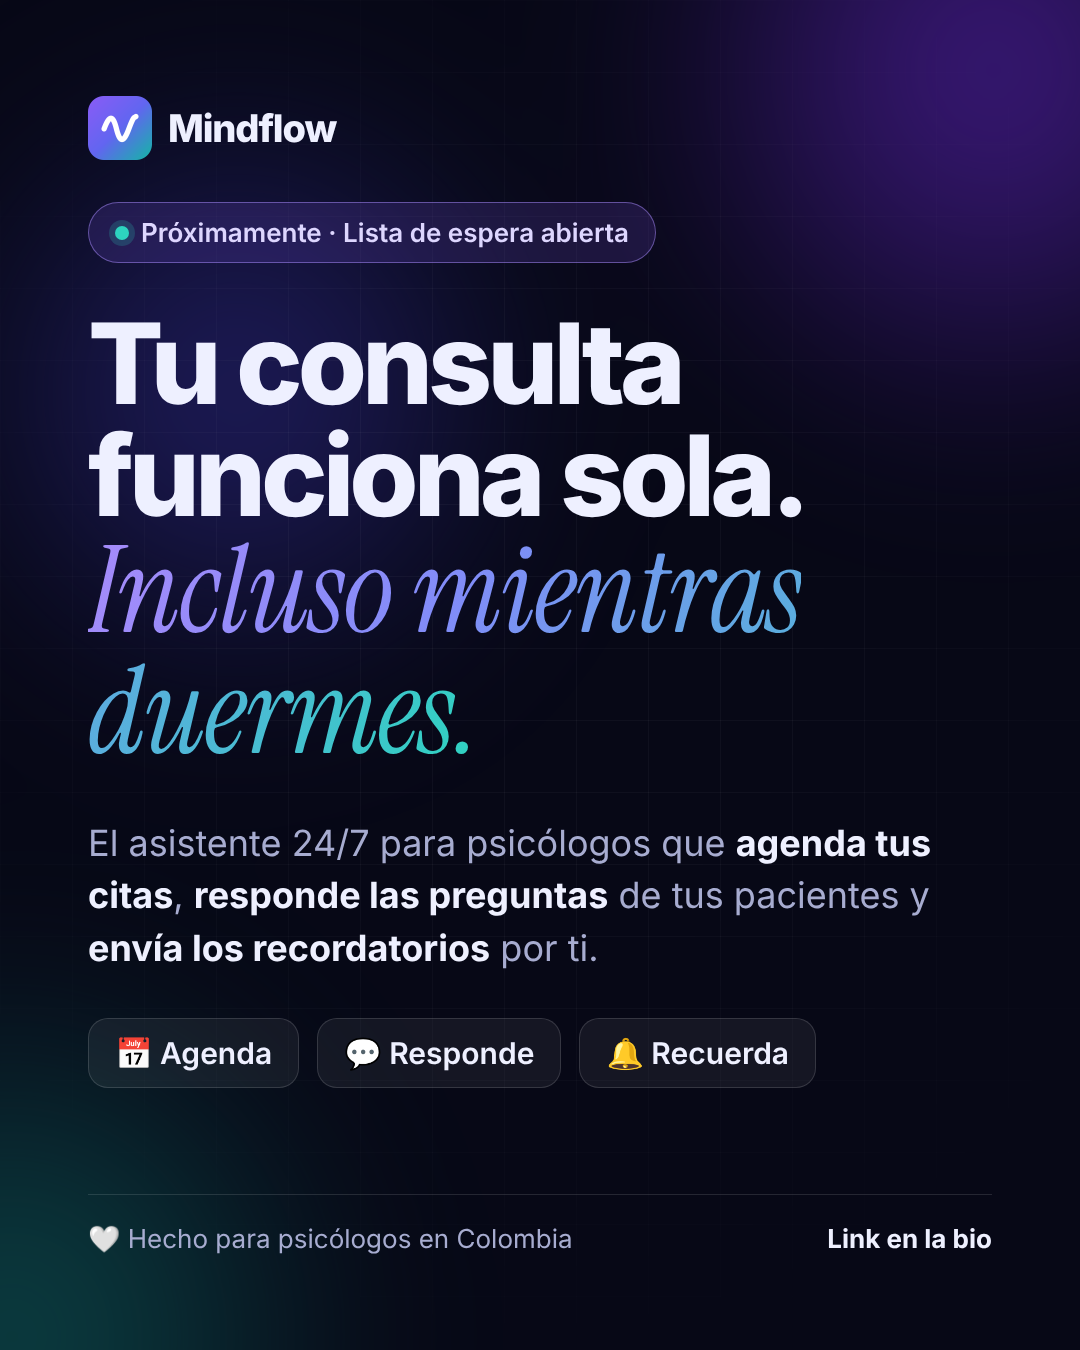 Mindflow
Próximamente · Lista de espera abierta
Tu consulta
funciona sola.
Incluso mientras
duermes.
El asistente 24/7 para psicólogos que agenda tus
citas, responde las preguntas de tus pacientes y
envía los recordatorios por ti.
📅 Agenda 💬 Responde 🔔 Recuerda
🤍 Hecho para psicólogos en Colombia Link en la bio